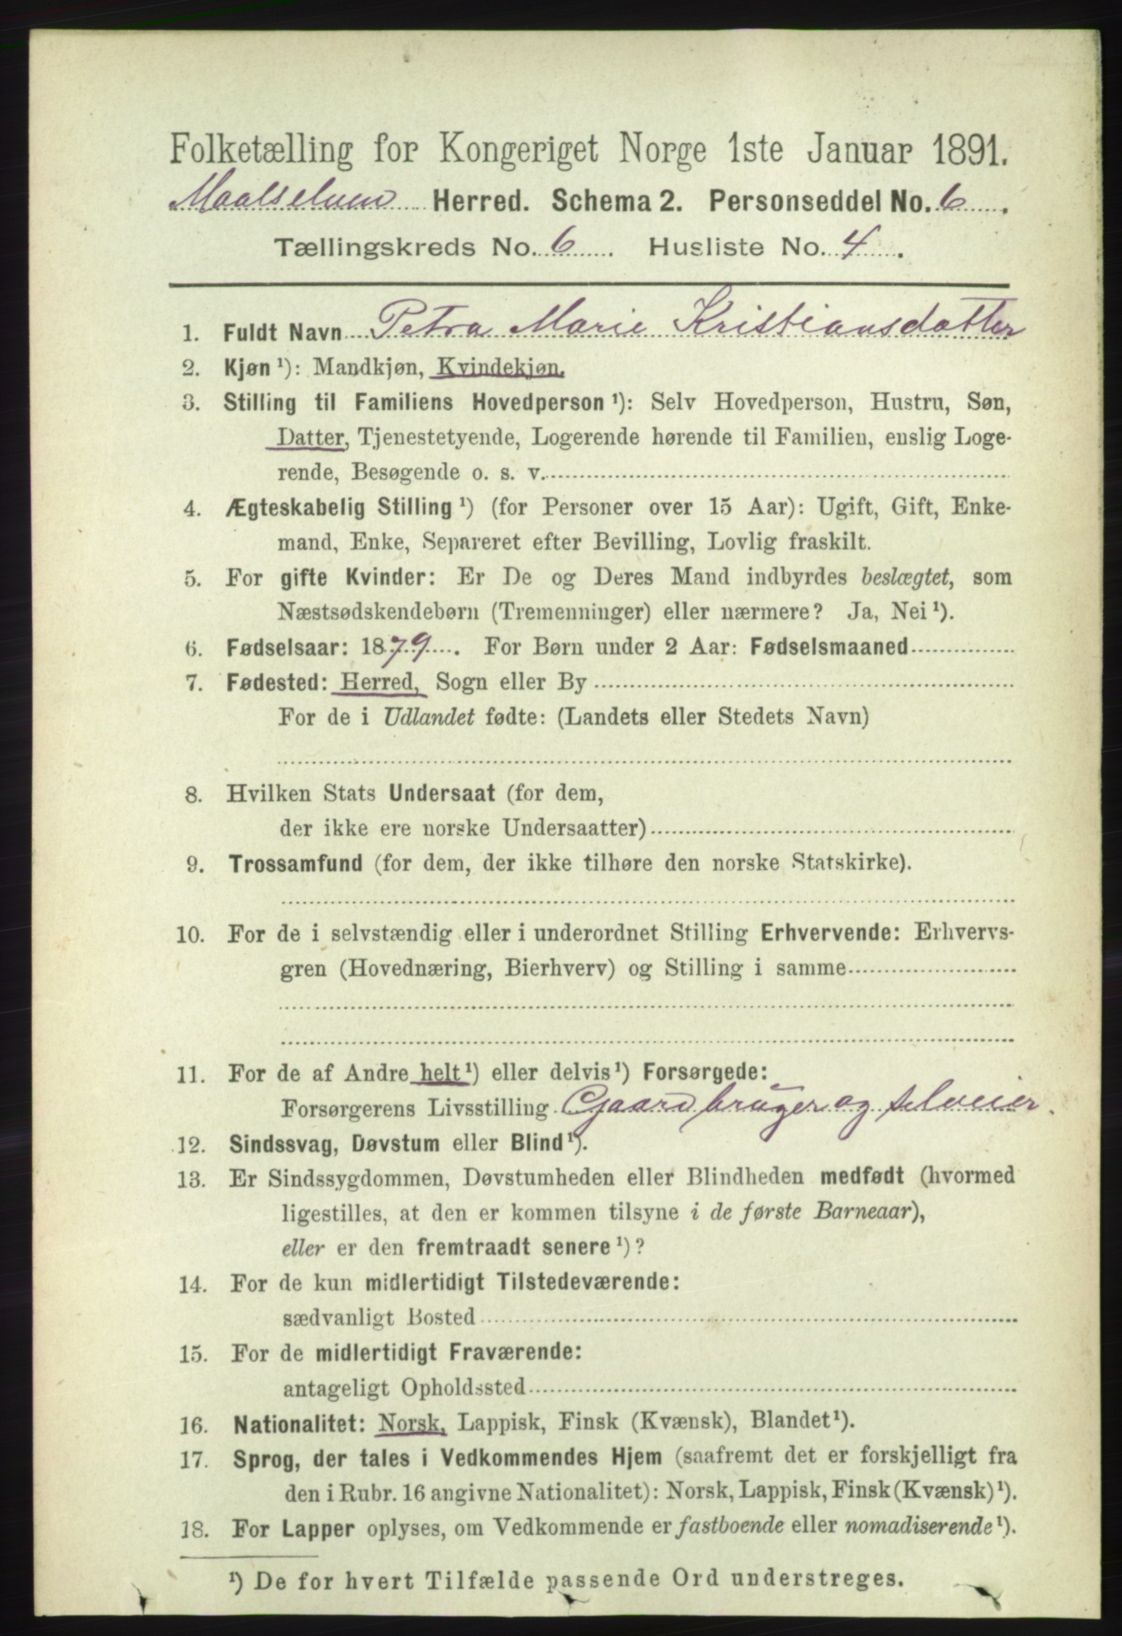 Folketælling for Kongeriget Norge 1ste Januar 1891.
Maalselven Herred. Schema 2. Personseddel No. 6.
Tællingskreds No. 6. Husliste No. 4.
1. Fuldt Navn Petra Marie Kristiansdatter
2. Kjøn ¹): Mandkjøn, Kvindekjøn.
3. Stilling til Familiens Hovedperson ¹): Selv Hovedperson, Hustru, Søn,
Datter, Tjenestetyende, Logerende hørende til Familien, enslig Loge-
rende, Besøgende o. s. v.
4. Ægteskabelig Stilling ¹) (for Personer over 15 Aar): Ugift, Gift, Enke-
mand, Enke, Separeret efter Bevilling, Lovlig fraskilt.
5. For gifte Kvinder: Er De og Deres Mand indbyrdes beslægtet, som
Næstsødskendebørn (Tremenninger) eller nærmere? Ja, Nei ¹).
6. Fødselsaar: 1879. For Børn under 2 Aar: Fødselsmaaned
7. Fødested: Herred, Sogn eller By
For de i Udlandet fødte: (Landets eller Stedets Navn)
8. Hvilken Stats Undersaat (for dem,
der ikke ere norske Undersaatter)
9. Trossamfund (for dem, der ikke tilhøre den norske Statskirke).
10. For de i selvstændig eller i underordnet Stilling Erhvervende: Erhvervs-
gren (Hovednæring, Bierhverv) og Stilling i samme
11. For de af Andre helt ¹) eller delvis ¹) Forsørgede:
Forsørgerens Livsstilling Gaardbruger og selveier.
12. Sindssvag, Døvstum eller Blind ¹).
13. Er Sindssygdommen, Døvstumheden eller Blindheden medfødt (hvormed
ligestilles, at den er kommen tilsyne i de første Barneaar),
eller er den fremtraadt senere ¹)?
14. For de kun midlertidigt Tilstedeværende:
sædvanligt Bosted
15. For de midlertidigt Fraværende:
antageligt Opholdssted
16. Nationalitet: Norsk, Lappisk, Finsk (Kvænsk), Blandet ¹).
17. Sprog, der tales i Vedkommendes Hjem (saafremt det er forskjelligt fra
den i Rubr. 16 angivne Nationalitet): Norsk, Lappisk, Finsk (Kvænsk) ¹).
18. For Lapper oplyses, om Vedkommende er fastboende eller nomadiserende ¹).
¹) De for hvert Tilfælde passende Ord understreges.